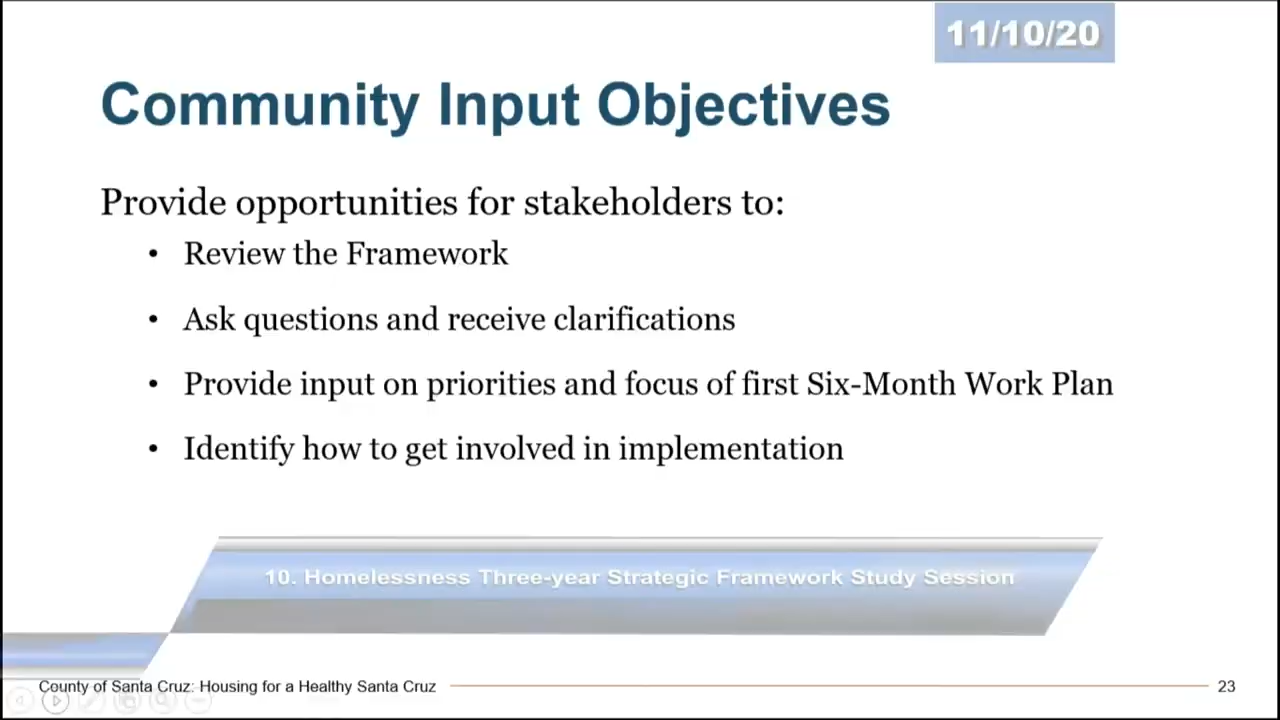 11/10/20
Community Input Objectives
Provide opportunities for stakeholders to:
• Review the Framework
• Ask questions and receive clarifications
• Provide input on priorities and focus of first Six-Month Work Plan
• Identify how to get involved in implementation
10. Homelessness Three-year Strategic Framework Study Session
County of Santa Cruz: Housing for a Healthy Santa Cruz
23